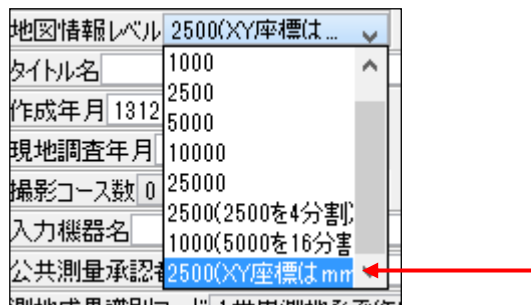 地図情報レベル 2500(XY座標は ...
タイトル名
作成年月 1312
現地調査年月
撮影コース数 0
入力機器名
公共測量承認者
1000
2500
5000
10000
25000
2500(2500を4分割)
1000(5000を16分割
2500(XY座標はmm